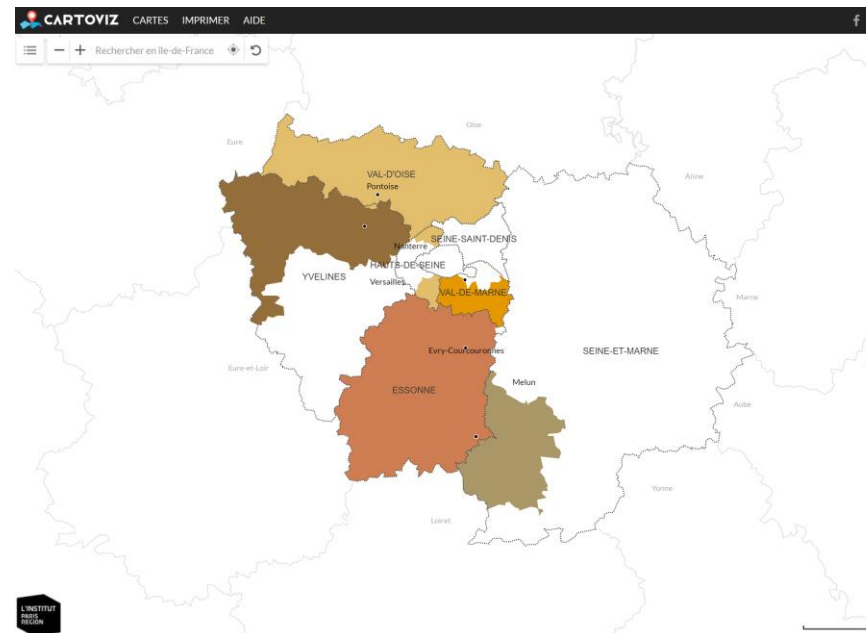 CARTOVIZ CARTES IMPRIMER AIDE f
Rechercher en île-de-France
Oise
Eure
VAL-D'OISE
Aisne
Pontoise
SEINE-SAINT-DENIS
Nanterre
HAUTS-DE-SEINE
YVELINES
Versailles
VAL-DE-MARNE
Marne
Evry-Courcouronnes
SEINE-ET-MARNE
Eure-et-Loir
Melun
ESSONNE
Aube
Yonne
Loiret
L'INSTITUT
PARIS
REGION